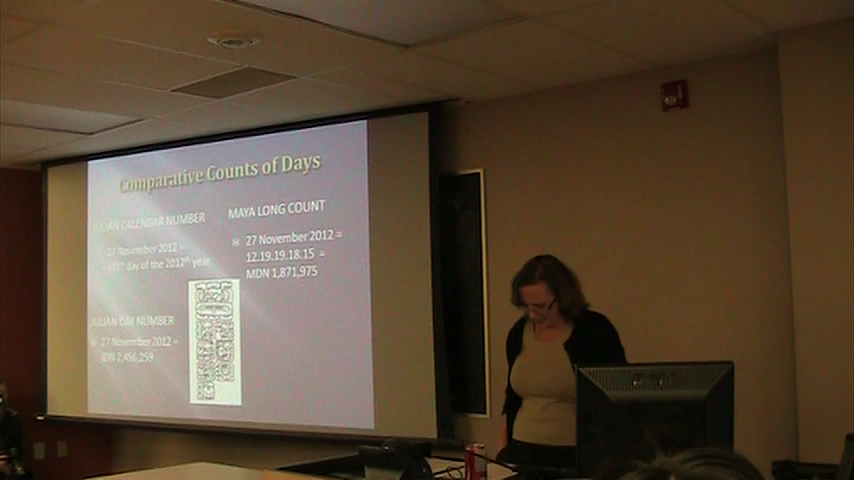 Comparative Counts of Days
JULIAN CALENDAR NUMBER
27 November 2012 =
day of the 2012th year
MAYA LONG COUNT
27 November 2012 =
12.19.19.18.15 =
MDN 1,871,975
JULIAN DAY NUMBER
27 November 2012 =
JDN 2,456,259